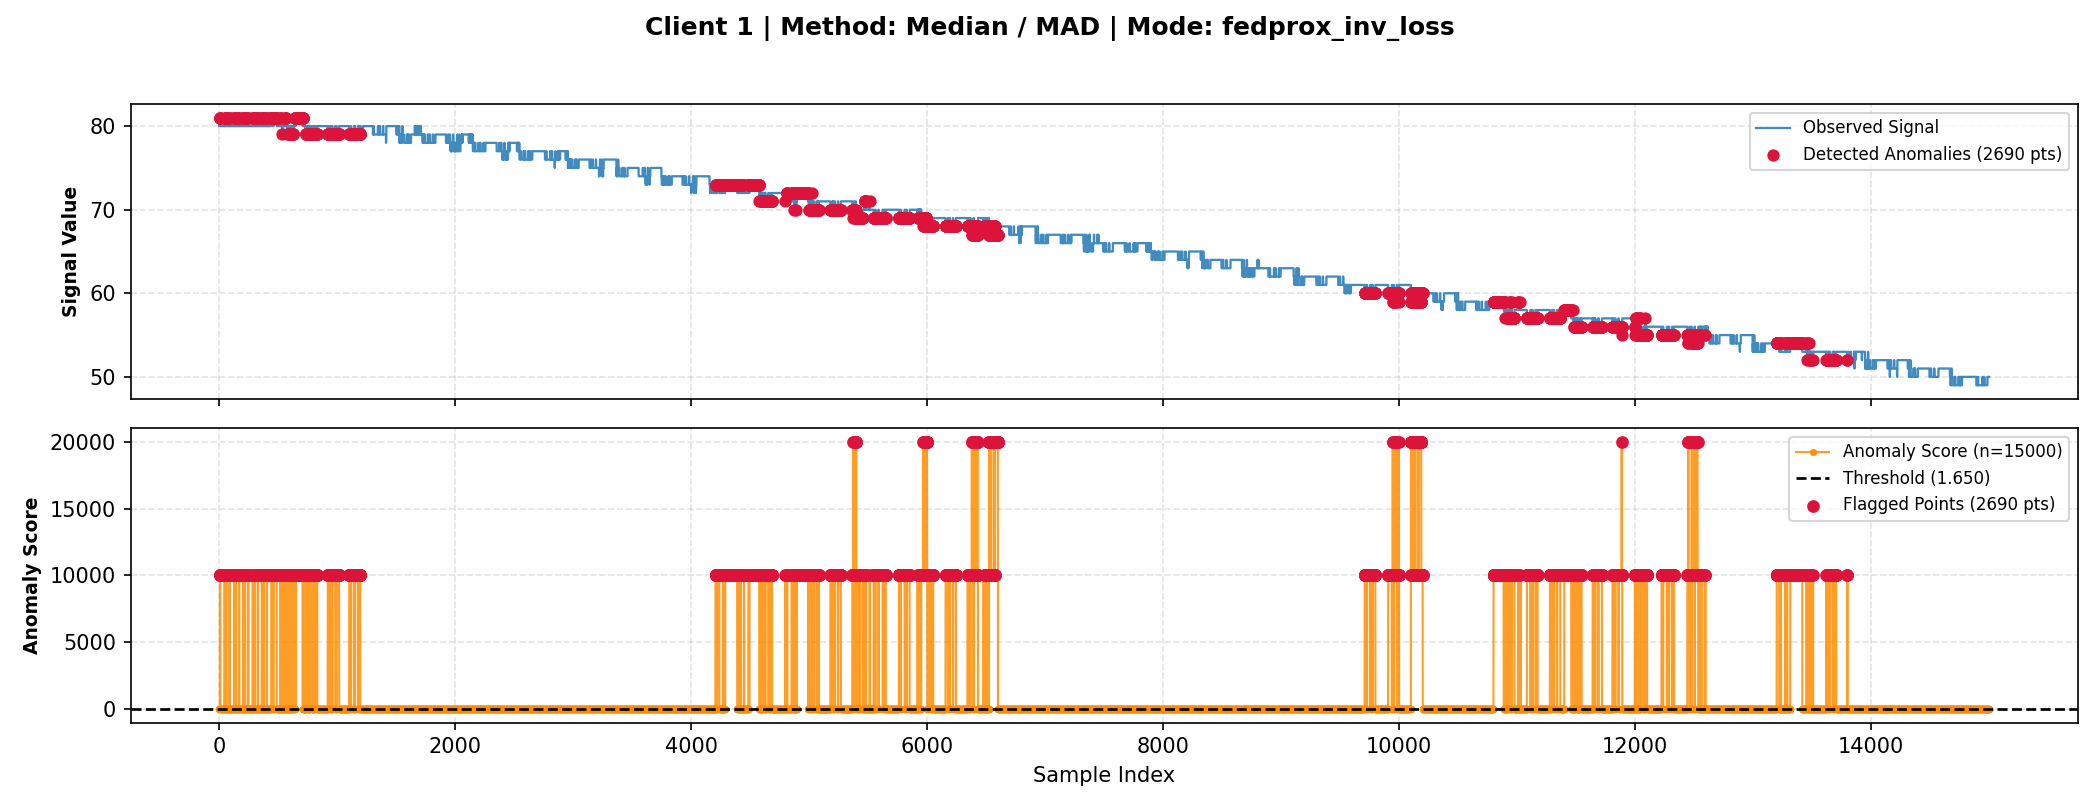 Client 1 | Method: Median / MAD | Mode: fedprox_inv_loss
80
70
60
50
Signal Value
Observed Signal
Detected Anomalies (2690 pts)
20000
15000
10000
5000
0
Anomaly Score
Anomaly Score (n=15000)
Threshold (1.650)
Flagged Points (2690 pts)
0 2000 4000 6000 8000 10000 12000 14000
Sample Index